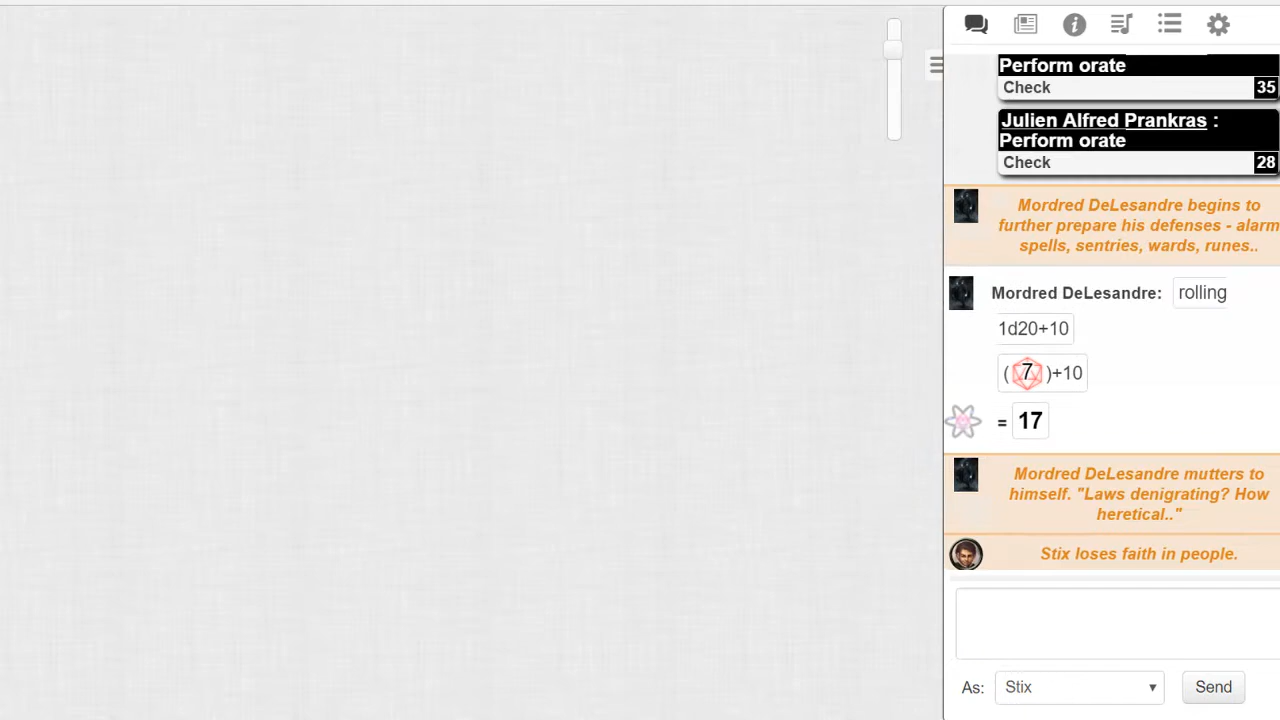 Perform orate
Check 35
Julien Alfred Prankras :
Perform orate
Check 28
Mordred DeLesandre begins to
further prepare his defenses - alarm
spells, sentries, wards, runes..
Mordred DeLesandre: rolling
1d20+10
(7)+10
= 17
Mordred DeLesandre mutters to
himself. "Laws denigrating? How
heretical.."
Stix loses faith in people.
As: Stix Send